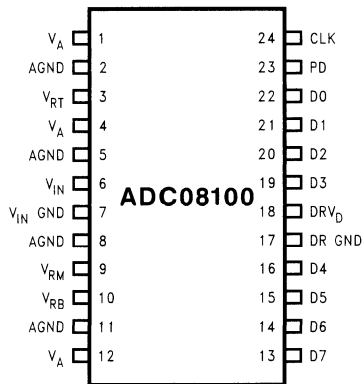 V_A 1 24 CLK
AGND 2 23 PD
V_RT 3 22 D0
V_A 4 21 D1
AGND 5 20 D2
V_IN 6 19 D3
ADC08100
V_IN GND 7 18 DRV_D
AGND 8 17 DR GND
V_RM 9 16 D4
V_RB 10 15 D5
AGND 11 14 D6
V_A 12 13 D7